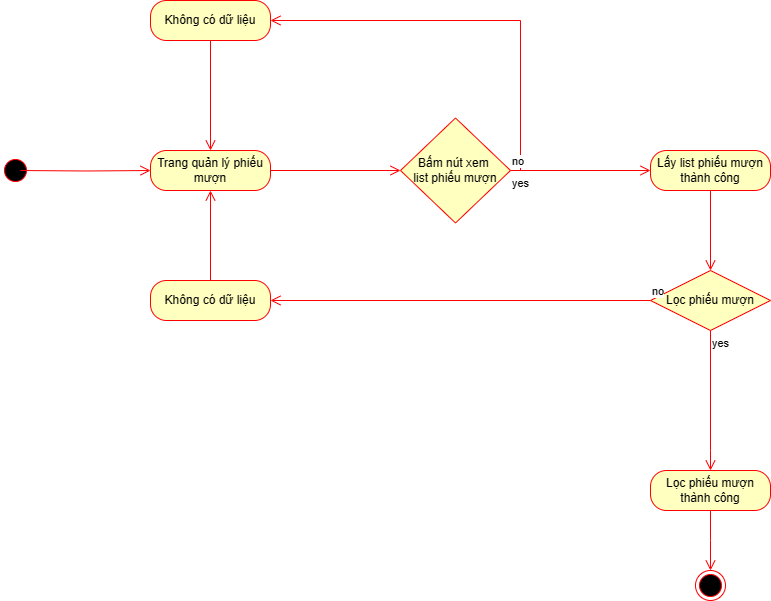 Không có dữ liệu
Trang quản lý phiếu
mượn
Bấm nút xem
list phiếu mượn
no
yes
Lấy list phiếu mượn
thành công
Không có dữ liệu
no
Lọc phiếu mượn
yes
Lọc phiếu mượn
thành công